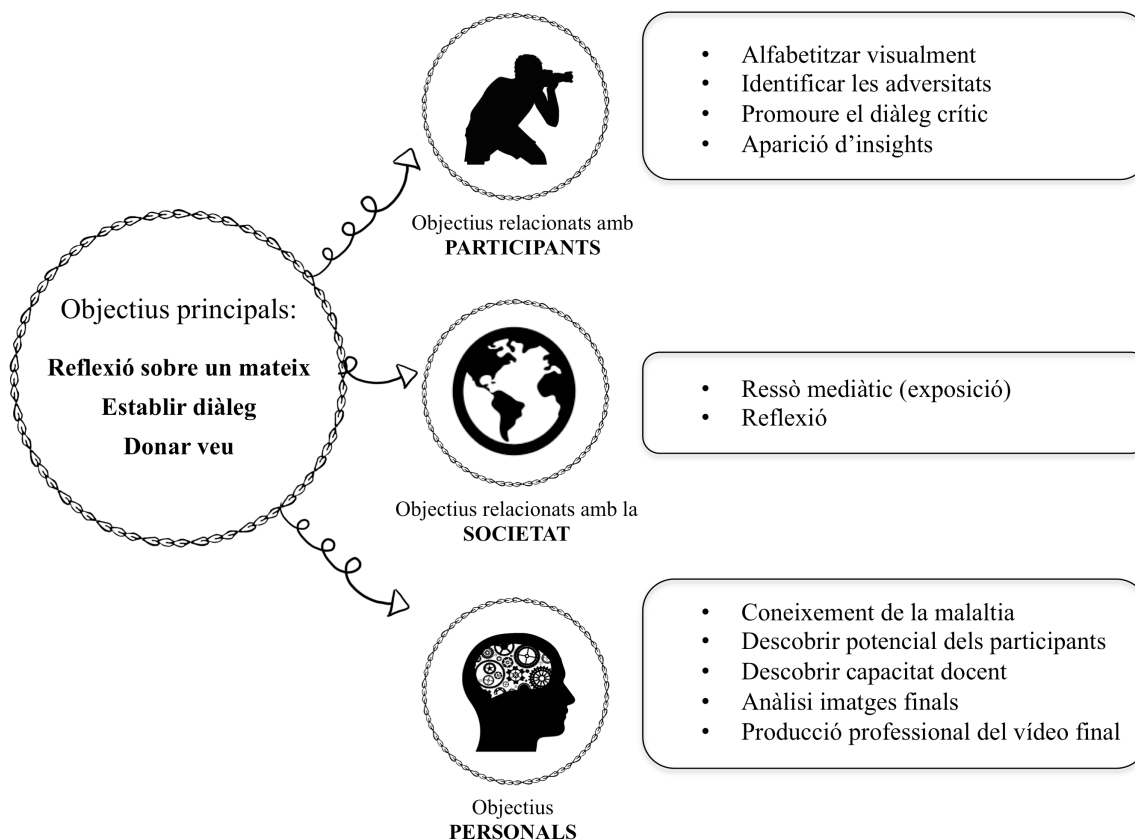 Objectius principals:
Reflexió sobre un mateix
Establir diàleg
Donar veu
Objectius relacionats amb
PARTICIPANTS
• Alfabetitzar visualment
• Identificar les adversitats
• Promoure el diàleg crític
• Aparició d’insights
Objectius relacionats amb la
SOCIETAT
• Ressò mediàtic (exposició)
• Reflexió
Objectius
PERSONALS
• Coneixement de la malaltia
• Descobrir potencial dels participants
• Descobrir capacitat docent
• Anàlisi imatges finals
• Producció professional del vídeo final